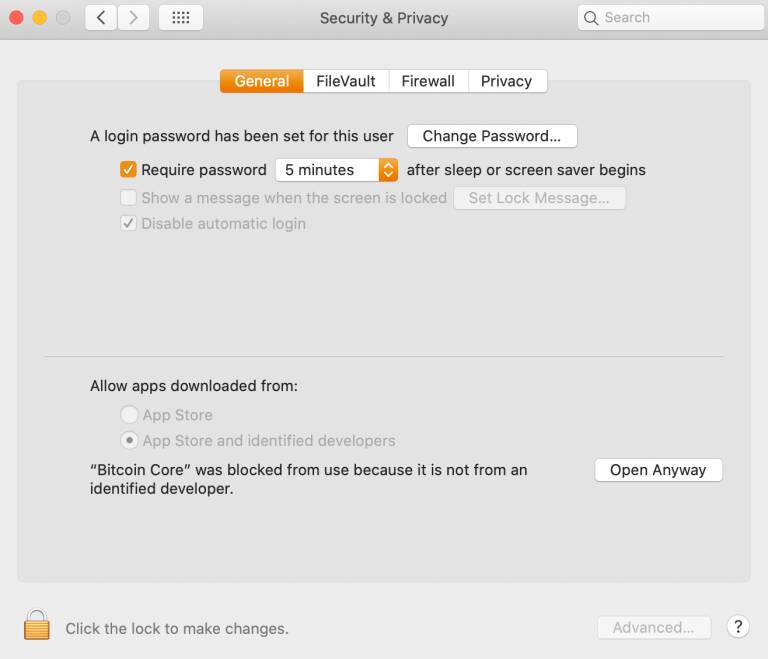 Security & Privacy
Search
General
FileVault
Firewall
Privacy
A login password has been set for this user
Change Password...
Require password
5 minutes
after sleep or screen saver begins
Show a message when the screen is locked
Set Lock Message...
Disable automatic login
Allow apps downloaded from:
App Store
App Store and identified developers
“Bitcoin Core” was blocked from use because it is not from an
identified developer.
Open Anyway
Click the lock to make changes.
Advanced...
?